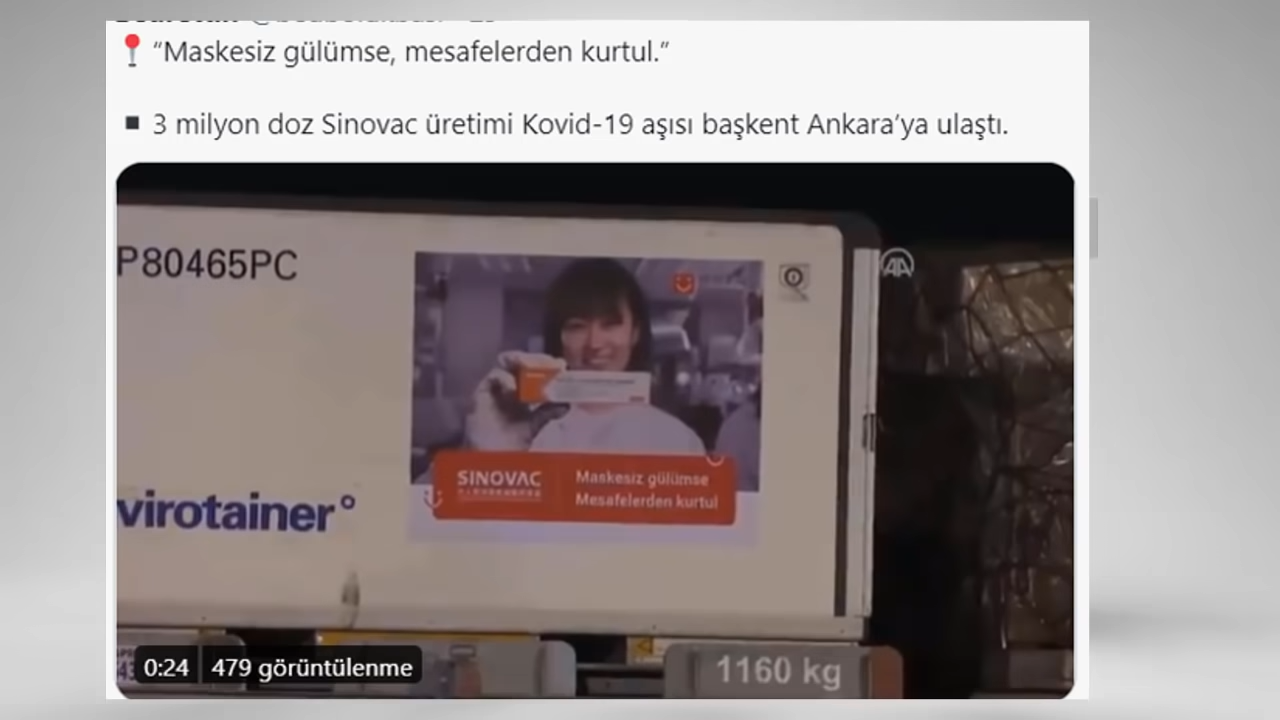 “Maskesiz gülümse, mesafelerden kurtul.”
3 milyon doz Sinovac üretimi Kovid-19 aşısı başkent Ankara’ya ulaştı.
P80465PC
AA
SINOVAC
Maskesiz gülümse
Mesafelerden kurtul
virotainer°
0:24 479 görüntülenme
1160 kg